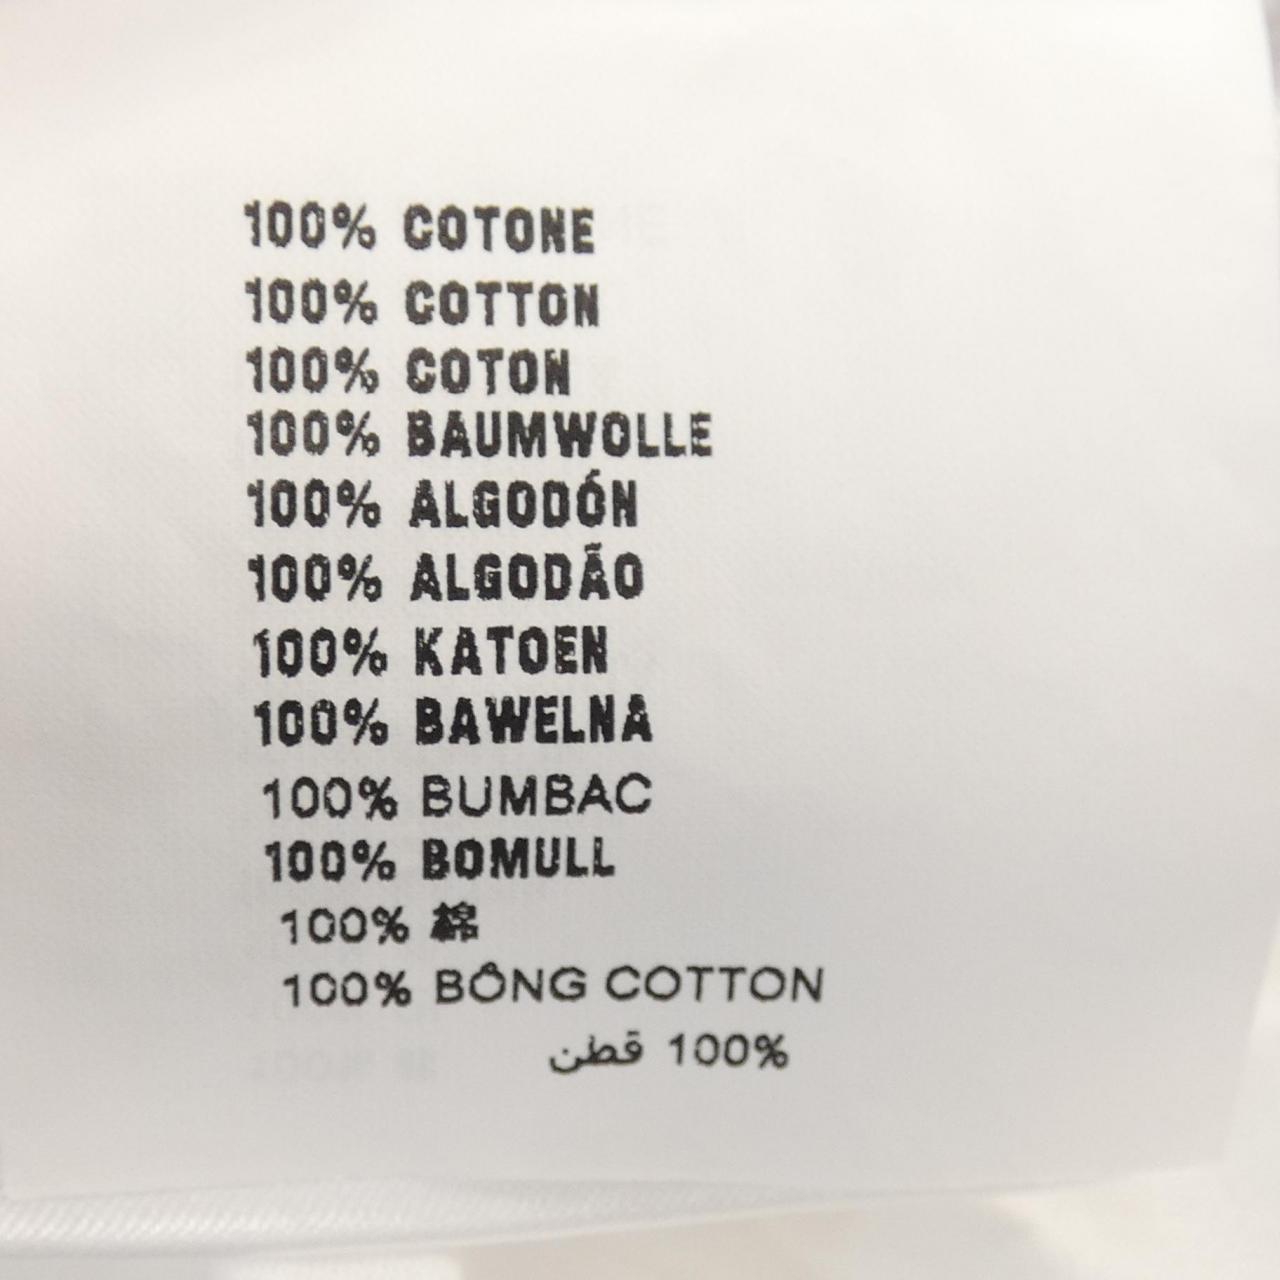 100% COTONE
100% COTTON
100% COTON
100% BAUMWOLLE
100% ALGODÓN
100% ALGODÃO
100% KATOEN
100% BAWELNA
100% BUMBAC
100% BOMULL
100% 棉
100% BÔNG COTTON
100% قطن